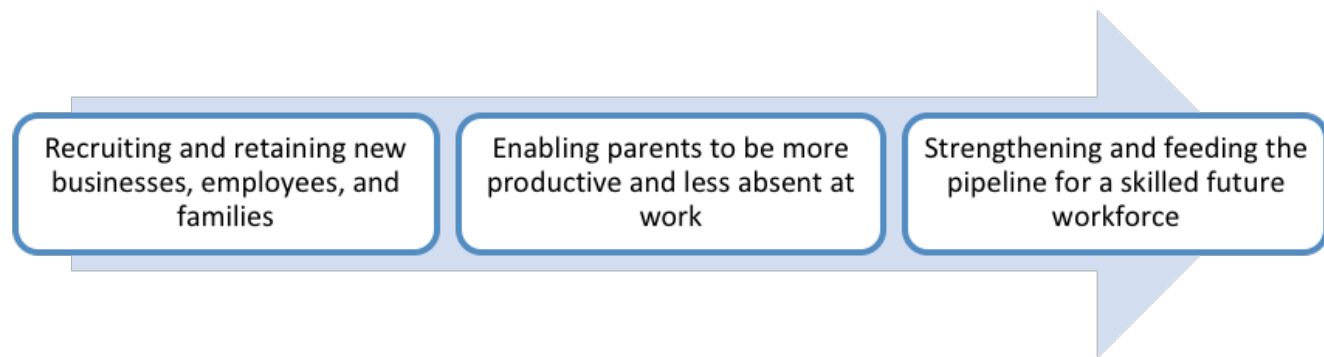 Recruiting and retaining new
businesses, employees, and
families
Enabling parents to be more
productive and less absent at
work
Strengthening and feeding the
pipeline for a skilled future
workforce